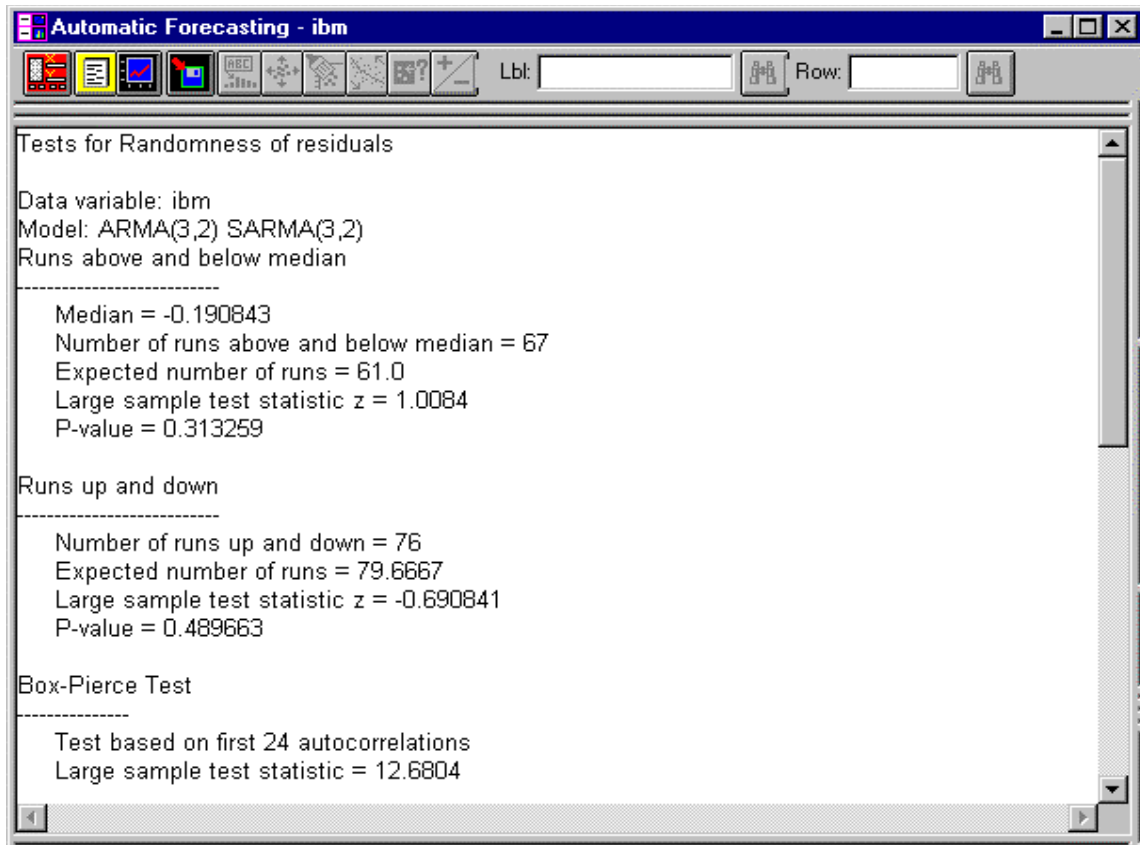 Automatic Forecasting - ibm
ABC ? Lbl: Row:
Tests for Randomness of residuals
Data variable: ibm
Model: ARMA(3,2) SARMA(3,2)
Runs above and below median
---------------------------
Median = -0.190843
Number of runs above and below median = 67
Expected number of runs = 61.0
Large sample test statistic z = 1.0084
P-value = 0.313259
Runs up and down
---------------------------
Number of runs up and down = 76
Expected number of runs = 79.6667
Large sample test statistic z = -0.690841
P-value = 0.489663
Box-Pierce Test
---------------
Test based on first 24 autocorrelations
Large sample test statistic = 12.6804